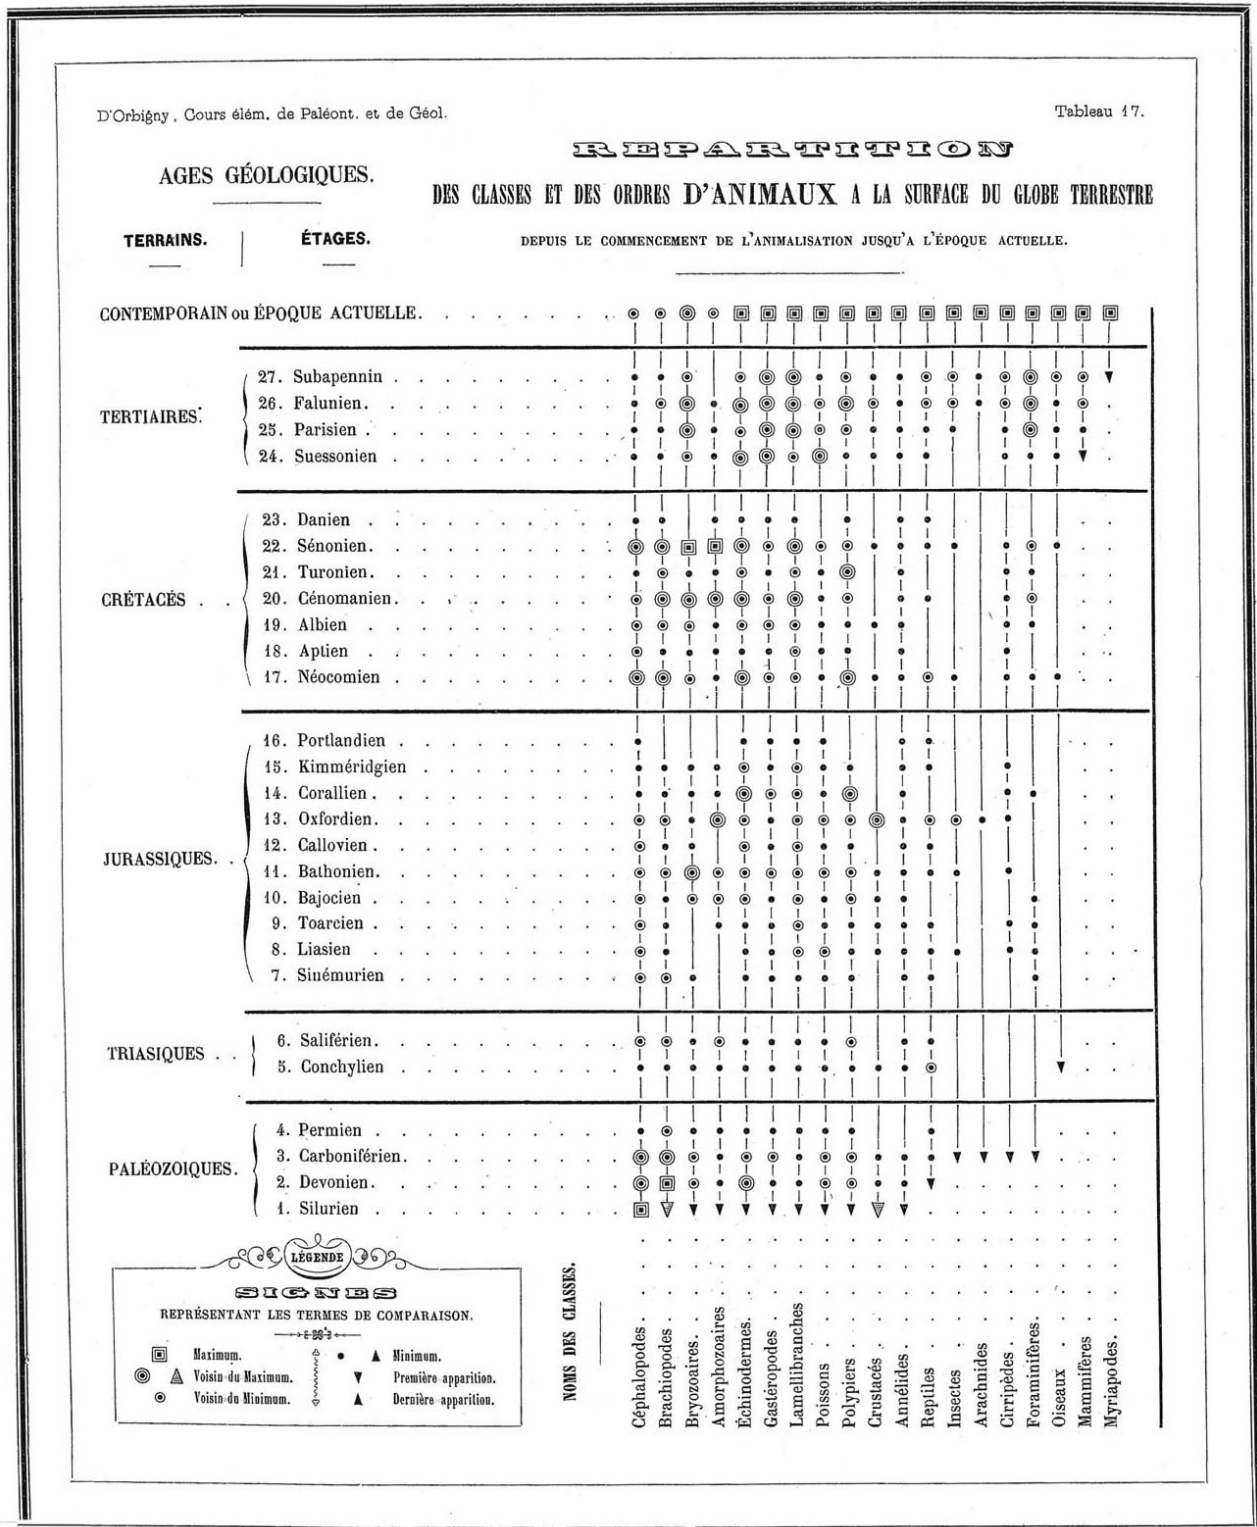 D'Orbigny, Cours élém. de Paléont. et de Géol.
Tableau 17.
REPARTITION
AGES GÉOLOGIQUES.
DES CLASSES ET DES ORDRES D'ANIMAUX A LA SURFACE DU GLOBE TERRESTRE
TERRAINS.
ÉTAGES.
DEPUIS LE COMMENCEMENT DE L'ANIMALISATION JUSQU'A L'ÉPOQUE ACTUELLE.
CONTEMPORAIN ou ÉPOQUE ACTUELLE.
TERTIAIRES.
27. Subapennin
26. Falunien.
25. Parisien
24. Suessonien
CRÉTACÉS
23. Danien
22. Sénonien.
21. Turonien.
20. Cénomanien.
19. Albien
18. Aptien
17. Néocomien
JURASSIQUES.
16. Portlandien
15. Kimméridgien
14. Corallien.
13. Oxfordien.
12. Callovien
11. Bathonien.
10. Bajocien
9. Toarcien
8. Liasien
7. Sinémurien
TRIASIQUES
6. Saliférien.
5. Conchylien
PALÉOZOIQUES.
4. Permien
3. Carboniférien.
2. Devonien.
1. Silurien
LÉGENDE
SIGNES
REPRÉSENTANT LES TERMES DE COMPARAISON.
Maximum.
Voisin du Maximum.
Voisin du Minimum.
Minimum.
Première apparition.
Dernière apparition.
NOMS DES CLASSES.
Céphalopodes
Brachiopodes
Bryozoaires.
Amorphozoaires
Échinodermes.
Gastéropodes
Lamellibranches
Poissons
Polypiers
Crustacés
Annélides
Reptiles
Insectes
Arachnides
Cirripèdes
Foraminifères.
Oiseaux
Mammifères
Myriapodes.